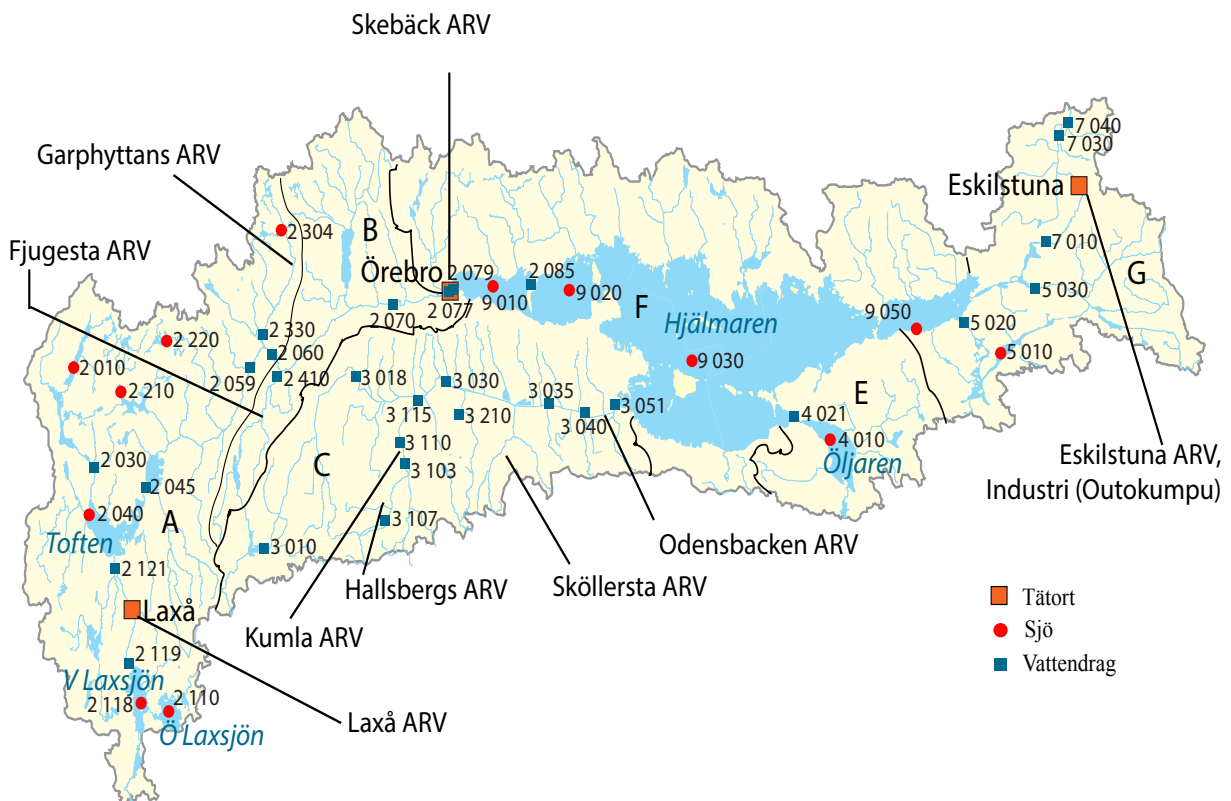 Skebäck ARV
Garphyttans ARV
Fjugesta ARV
7 040
7 030
Eskilstuna
2 304
B
7 010
G
Örebro
2 079
2 085
9 010
9 020
F
5 030
2 070
2 077
Hjälmaren
9 050
5 020
2 330
2 220
2 060
9 030
5 010
2 010
2 059
2 410
3 018
3 030
E
2 210
3 035
3 051
3 115
3 210
3 040
4 021
3 110
4 010
C
3 103
Öljaren
2 030
Eskilstuna ARV,
Industri (Outokumpu)
2 045
2 040
A
3 107
Toften
3 010
Odensbacken ARV
2 121
Hallsbergs ARV
Sköllersta ARV
Laxå
Kumla ARV
Tätort
Sjö
Vattendrag
2 119
V Laxsjön
2 118
2 110
Laxå ARV
Ö Laxsjön